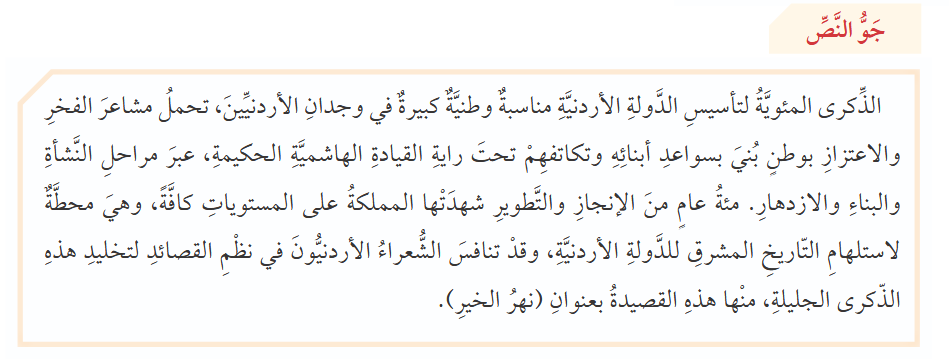 جَوُّ النَّصِّ
الذِّكرى المئويَّةُ لتأسيسِ الدَّولةِ الأردنيَّةِ مناسبةٌ وطنيَّةٌ كبيرةٌ في وجدانِ الأردنيِّينَ، تحملُ مشاعرَ الفخرِ
والاعتزازِ بوطنٍ بُنيَ بسواعدِ أبنائِهِ وتكاتفهِمْ تحتَ رايةِ القيادةِ الهاشميَّةِ الحكيمةِ، عبرَ مراحلِ النَّشأةِ
والبناءِ والازدهارِ. مئةُ عامٍ منَ الإنجازِ والتَّطويرِ شهدَتْها المملكةُ على المستوياتِ كافَّةً، وهيَ محطَّةٌ
لاستلهامِ التّاريخِ المشرقِ للدَّولةِ الأردنيَّةِ، وقدْ تنافسَ الشُّعراءُ الأردنيُّونَ في نظْمِ القصائدِ لتخليدِ هذهِ
الذّكرى الجليلةِ، منْها هذهِ القصيدةُ بعنوانِ (نهرُ الخيرِ).